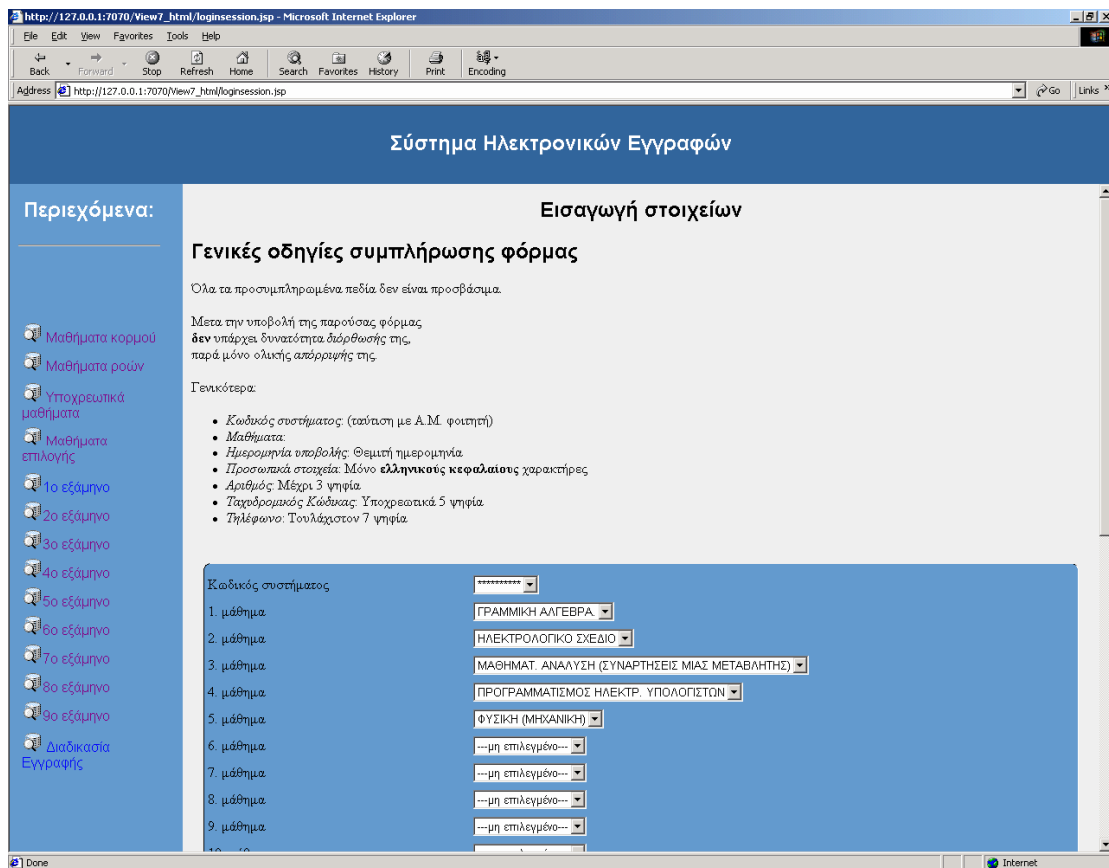 http://127.0.0.1:7070/View7_html/loginsession.jsp - Microsoft Internet Explorer
File Edit View Favorites Tools Help
Back Forward Stop Refresh Home Search Favorites History Print Encoding
Address http://127.0.0.1:7070/View7_html/loginsession.jsp Go Links »
Σύστημα Ηλεκτρονικών Εγγραφών
Περιεχόμενα:
Μαθήματα κορμού
Μαθήματα ροών
Υποχρεωτικά
μαθήματα
Μαθήματα
επιλογής
1ο εξάμηνο
2ο εξάμηνο
3ο εξάμηνο
4ο εξάμηνο
5ο εξάμηνο
6ο εξάμηνο
7ο εξάμηνο
8ο εξάμηνο
9ο εξάμηνο
Διαδικασία
Εγγραφής
Εισαγωγή στοιχείων
Γενικές οδηγίες συμπλήρωσης φόρμας
Όλα τα προσυμπληρωμένα πεδία δεν είναι προσβάσιμα.
Μετα την υποβολή της παρούσας φόρμας
δεν υπάρχει δυνατότητα διόρθωσής της,
παρά μόνο ολικής απόρριψής της.
Γενικότερα:
• Κωδικός συστήματος: (ταύτιση με Α.Μ. φοιτητή)
• Μαθήματα:
• Ημερομηνία υποβολής: Θεμιτή ημερομηνία
• Προσωπικά στοιχεία: Μόνο ελληνικούς κεφαλαίους χαρακτήρες
• Αριθμός: Μέχρι 3 ψηφία
• Ταχυδρομικός Κώδικας: Υποχρεωτικά 5 ψηφία
• Τηλέφωνο: Τουλάχιστον 7 ψηφία
Κωδικός συστήματος **********
1. μάθημα ΓΡΑΜΜΙΚΗ ΑΛΓΕΒΡΑ
2. μάθημα ΗΛΕΚΤΡΟΛΟΓΙΚΟ ΣΧΕΔΙΟ
3. μάθημα ΜΑΘΗΜΑΤ. ΑΝΑΛΥΣΗ (ΣΥΝΑΡΤΗΣΕΙΣ ΜΙΑΣ ΜΕΤΑΒΛΗΤΗΣ)
4. μάθημα ΠΡΟΓΡΑΜΜΑΤΙΣΜΟΣ ΗΛΕΚΤΡ. ΥΠΟΛΟΓΙΣΤΩΝ
5. μάθημα ΦΥΣΙΚΗ (ΜΗΧΑΝΙΚΗ)
6. μάθημα ---μη επιλεγμένο---
7. μάθημα ---μη επιλεγμένο---
8. μάθημα ---μη επιλεγμένο---
9. μάθημα ---μη επιλεγμένο---
Done Internet